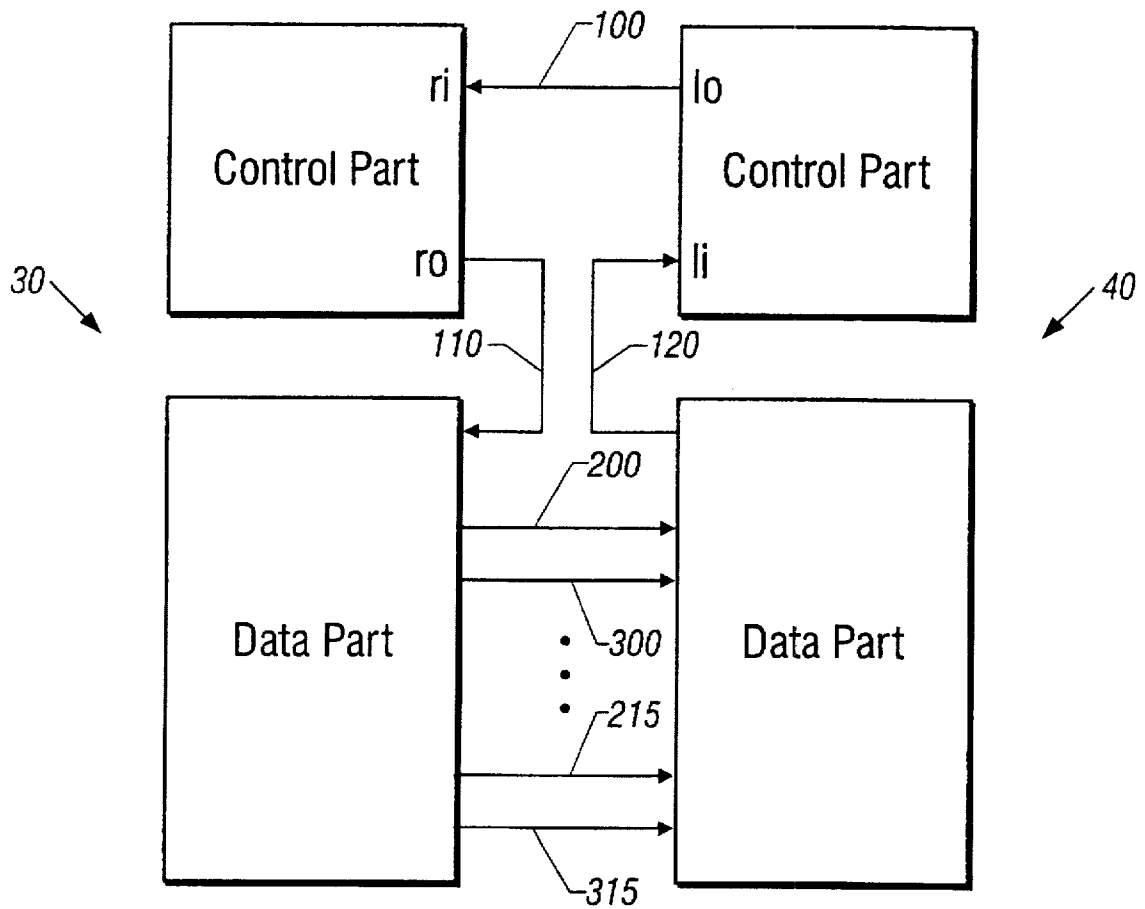 100
ri
lo
Control Part
Control Part
ro
li
30
40
110
120
200
300
Data Part
Data Part
215
315